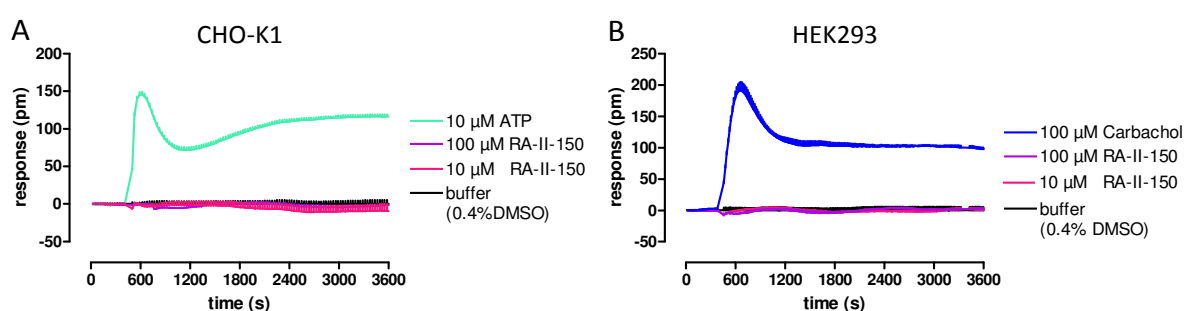 A
CHO-K1
response (pm)
200
150
100
50
0
-50
0 600 1200 1800 2400 3000 3600
time (s)
10 µM ATP
100 µM RA-II-150
10 µM RA-II-150
buffer
(0.4%DMSO)
B
HEK293
response (pm)
250
200
150
100
50
0
-50
0 600 1200 1800 2400 3000 3600
time (s)
100 µM Carbachol
100 µM RA-II-150
10 µM RA-II-150
buffer
(0.4% DMSO)